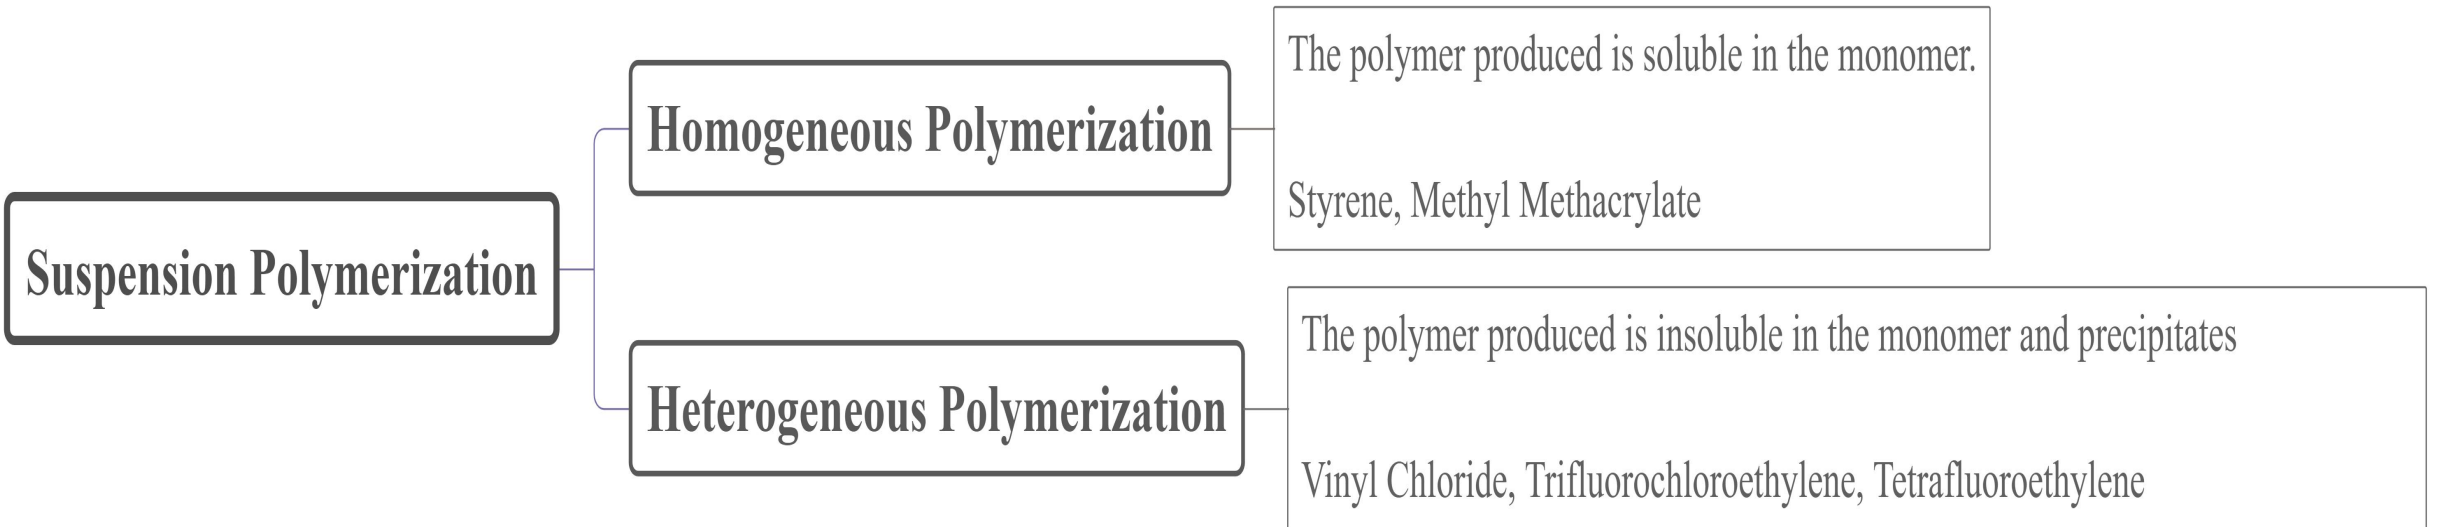 Suspension Polymerization
Homogeneous Polymerization
The polymer produced is soluble in the monomer.
Styrene, Methyl Methacrylate
Heterogeneous Polymerization
The polymer produced is insoluble in the monomer and precipitates
Vinyl Chloride, Trifluorochloroethylene, Tetrafluoroethylene